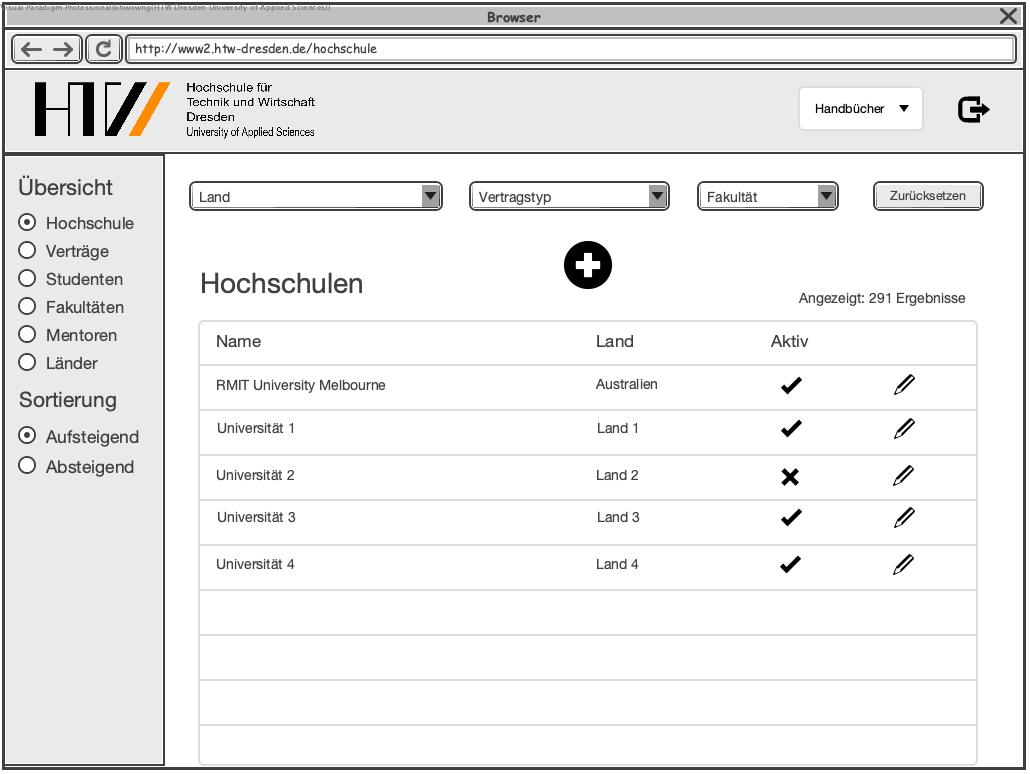 Visual Paradigm Professional(khwowng(HTW Dresden University of Applied Sciences))
Browser
http://www2.htw-dresden.de/hochschule
HTW
Hochschule für
Technik und Wirtschaft
Dresden
University of Applied Sciences
Handbücher
Übersicht
Hochschule
Verträge
Studenten
Fakultäten
Mentoren
Länder
Sortierung
Aufsteigend
Absteigend
Land Vertragstyp Fakultät Zurücksetzen
Hochschulen
Angezeigt: 291 Ergebnisse
Name Land Aktiv
RMIT University Melbourne Australien
Universität 1 Land 1
Universität 2 Land 2
Universität 3 Land 3
Universität 4 Land 4